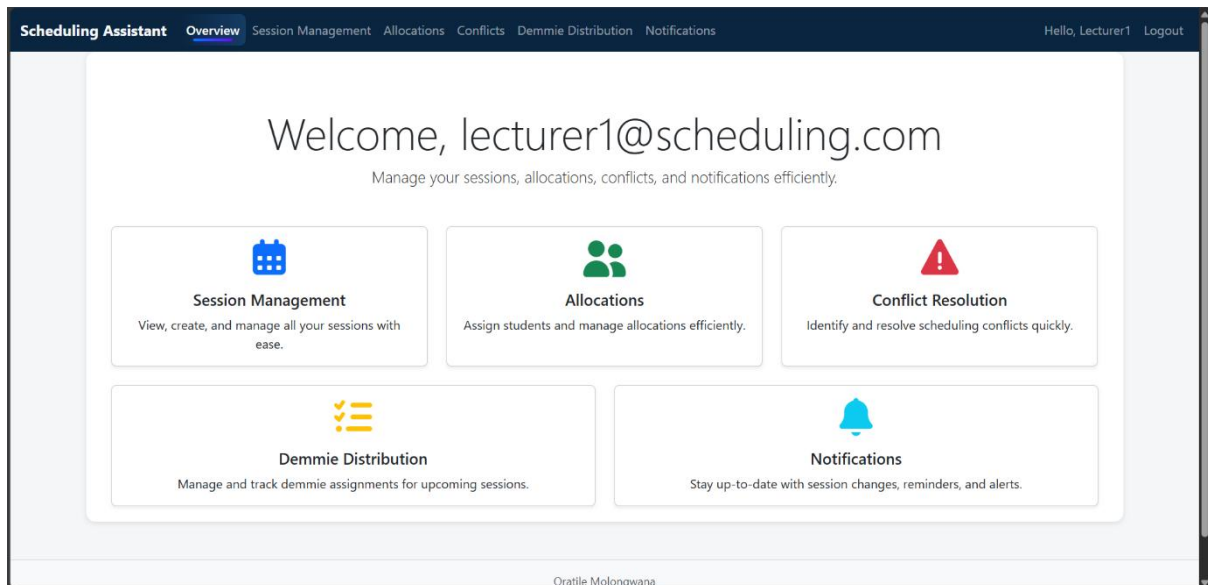 Scheduling Assistant Overview Session Management Allocations Conflicts Demmie Distribution Notifications Hello, Lecturer1 Logout
Welcome, lecturer1@scheduling.com
Manage your sessions, allocations, conflicts, and notifications efficiently.
Session Management
View, create, and manage all your sessions with
ease.
Allocations
Assign students and manage allocations efficiently.
Conflict Resolution
Identify and resolve scheduling conflicts quickly.
Demmie Distribution
Manage and track demmie assignments for upcoming sessions.
Notifications
Stay up-to-date with session changes, reminders, and alerts.
Oratile Molongwana